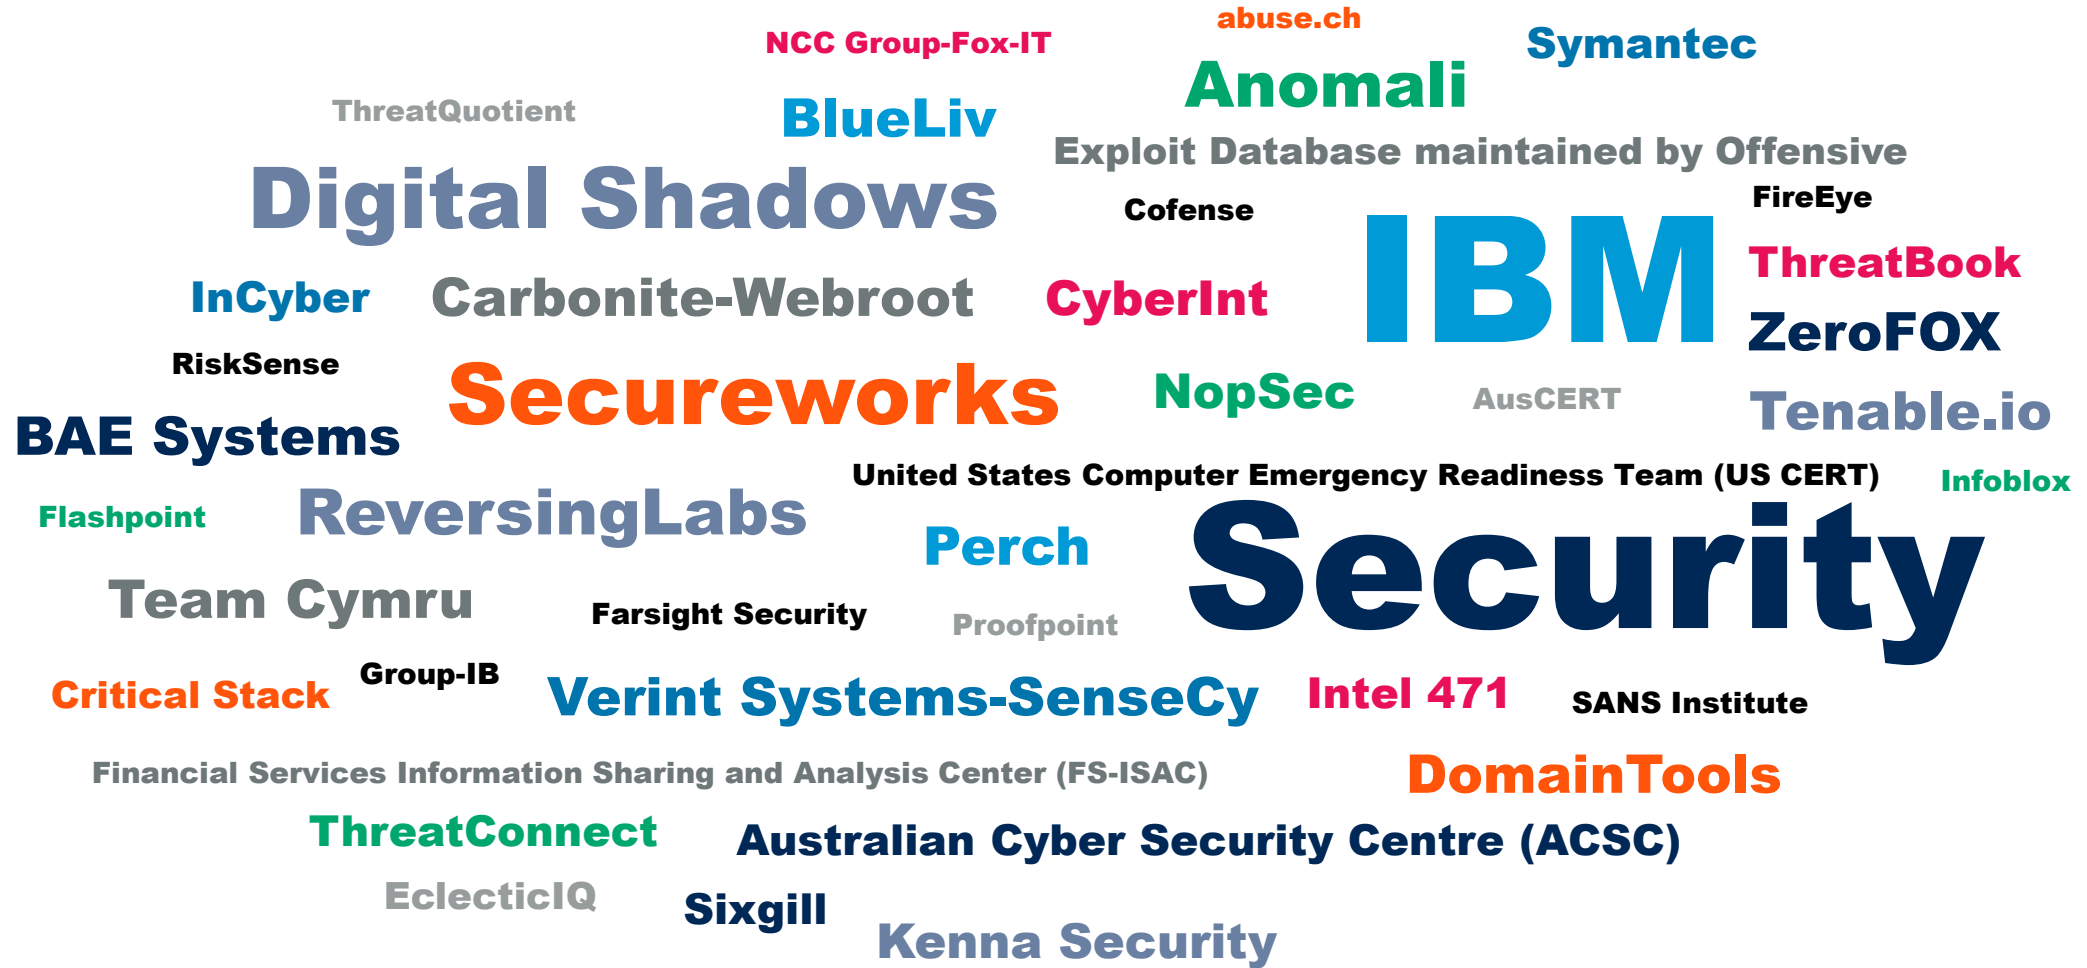 abuse.ch
NCC Group-Fox-IT
Symantec
Anomali
ThreatQuotient
BlueLiv
Exploit Database maintained by Offensive
Digital Shadows
Cofense
FireEye
IBM
ThreatBook
InCyber
Carbonite-Webroot
CyberInt
ZeroFOX
RiskSense
Secureworks
NopSec
AusCERT
Tenable.io
BAE Systems
United States Computer Emergency Readiness Team (US CERT)
Infoblox
Flashpoint
ReversingLabs
Perch
Security
Team Cymru
Farsight Security
Proofpoint
Critical Stack
Group-IB
Verint Systems-SenseCy
Intel 471
SANS Institute
Financial Services Information Sharing and Analysis Center (FS-ISAC)
DomainTools
ThreatConnect
Australian Cyber Security Centre (ACSC)
EclecticIQ
Sixgill
Kenna Security